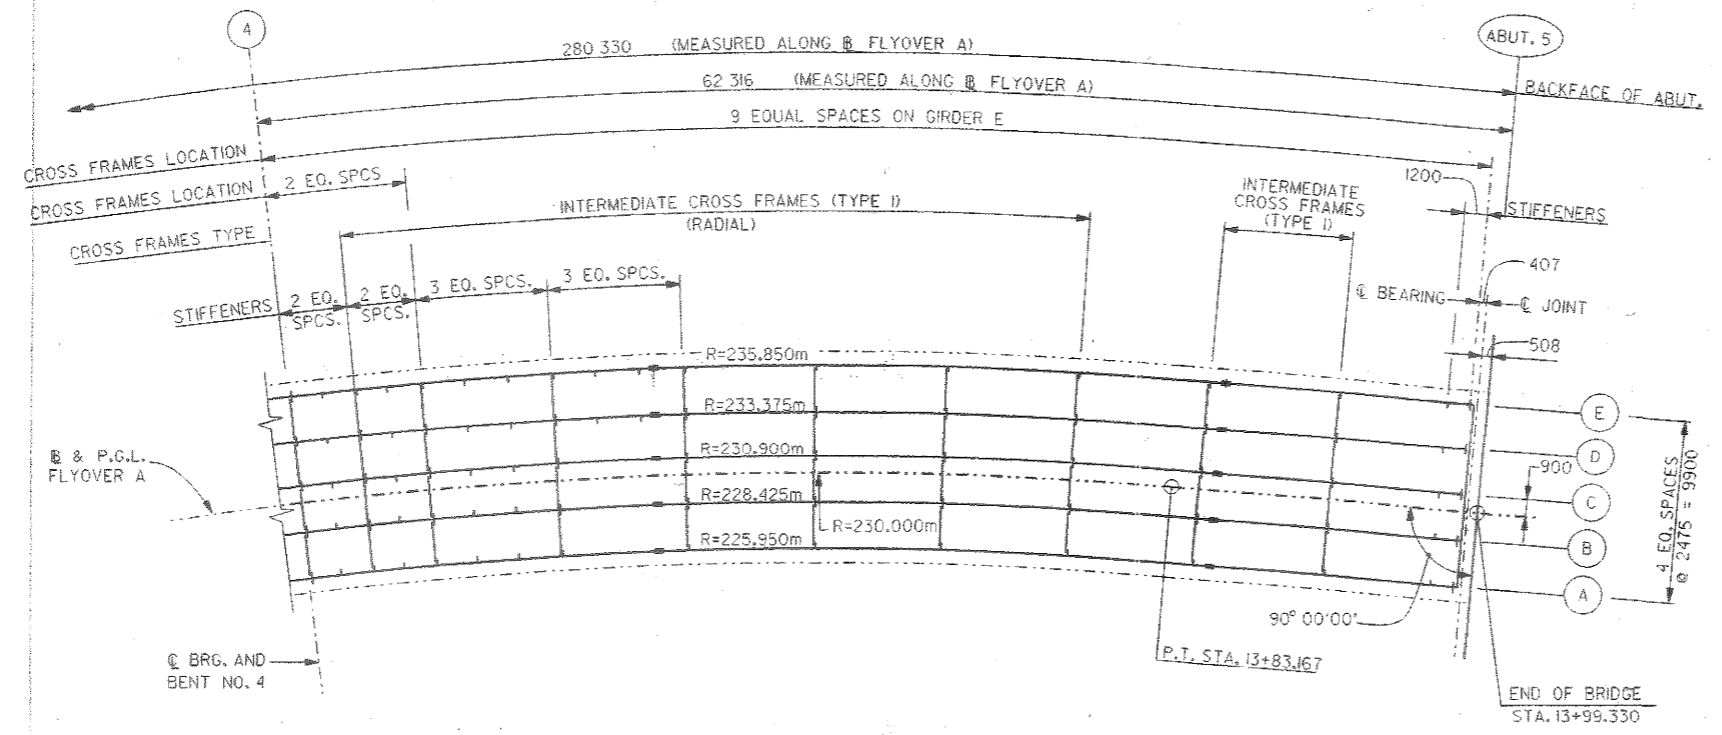 4
ABUT. 5
280 330 (MEASURED ALONG ℄ FLYOVER A)
62 316 (MEASURED ALONG ℄ FLYOVER A)
BACKFACE OF ABUT.
9 EQUAL SPACES ON GIRDER E
CROSS FRAMES LOCATION
CROSS FRAMES LOCATION
2 EQ. SPCS
1200
INTERMEDIATE
CROSS FRAMES
(TYPE I)
STIFFENERS
INTERMEDIATE CROSS FRAMES (TYPE I)
(RADIAL)
CROSS FRAMES TYPE
407
3 EQ. SPCS.
3 EQ. SPCS.
2 EQ.
SPCS.
2 EQ.
SPCS.
STIFFENERS
℄ BEARING
℄ JOINT
508
R=235.850m
R=233.375m
R=230.900m
R=228.425m
R=230.000m
R=225.950m
E
D
C
B
A
900
4 EQ. SPACES
@ 2475 = 9900
B & P.G.L.
FLYOVER A
90° 00'00"
℄ BRG. AND
BENT NO. 4
P.T. STA. 13+83.167
END OF BRIDGE
STA. 13+99.330